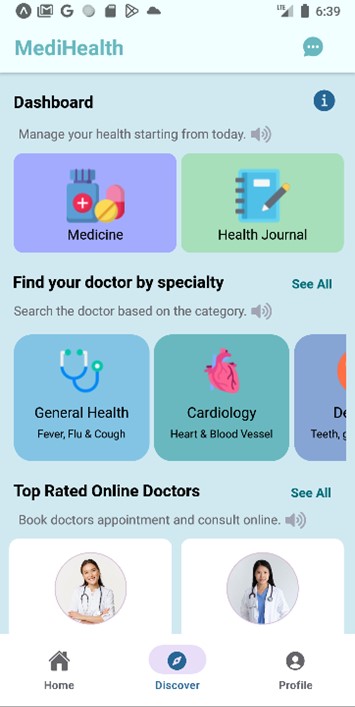 LTE 6:39
MediHealth
Dashboard
Manage your health starting from today.
Medicine
Health Journal
Find your doctor by specialty
See All
Search the doctor based on the category.
General Health
Fever, Flu & Cough
Cardiology
Heart & Blood Vessel
De
Teeth, g
Top Rated Online Doctors
See All
Book doctors appointment and consult online.
Home
Discover
Profile